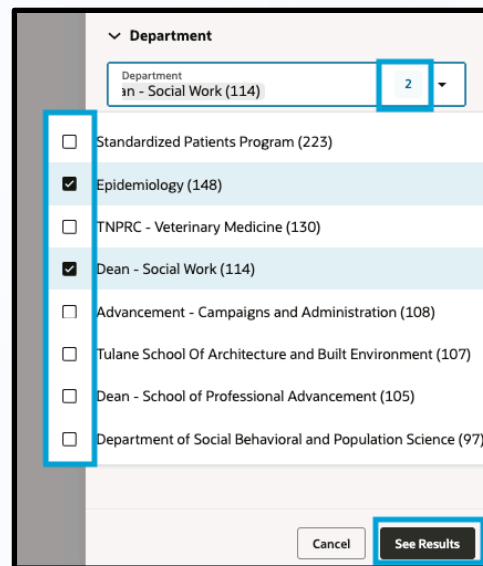 Department
Department
an - Social Work (114)
2
Standardized Patients Program (223)
Epidemiology (148)
TNPRC - Veterinary Medicine (130)
Dean - Social Work (114)
Advancement - Campaigns and Administration (108)
Tulane School Of Architecture and Built Environment (107)
Dean - School of Professional Advancement (105)
Department of Social Behavioral and Population Science (97)
Cancel
See Results